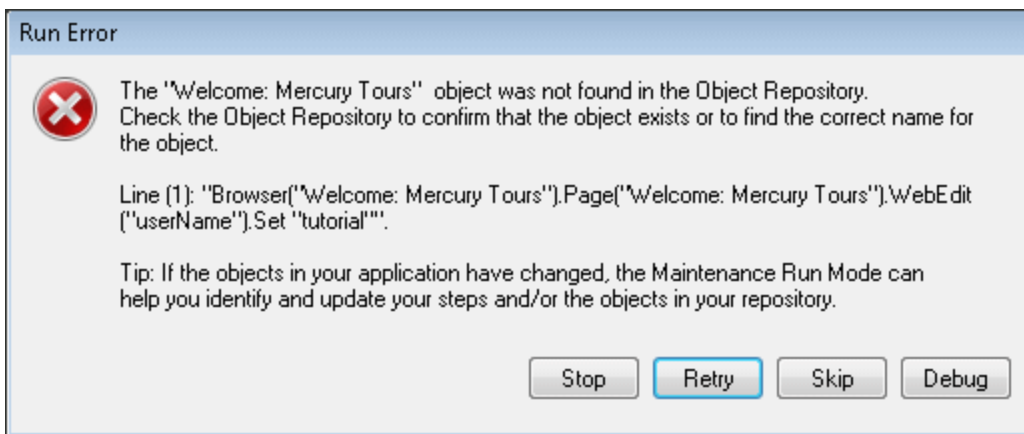 Run Error
The "Welcome: Mercury Tours"  object was not found in the Object Repository.
Check the Object Repository to confirm that the object exists or to find the correct name for
the object.
Line (1): "Browser("Welcome: Mercury Tours").Page("Welcome: Mercury Tours").WebEdit
("userName").Set "tutorial"".
Tip: If the objects in your application have changed, the Maintenance Run Mode can
help you identify and update your steps and/or the objects in your repository.
Stop Retry Skip Debug